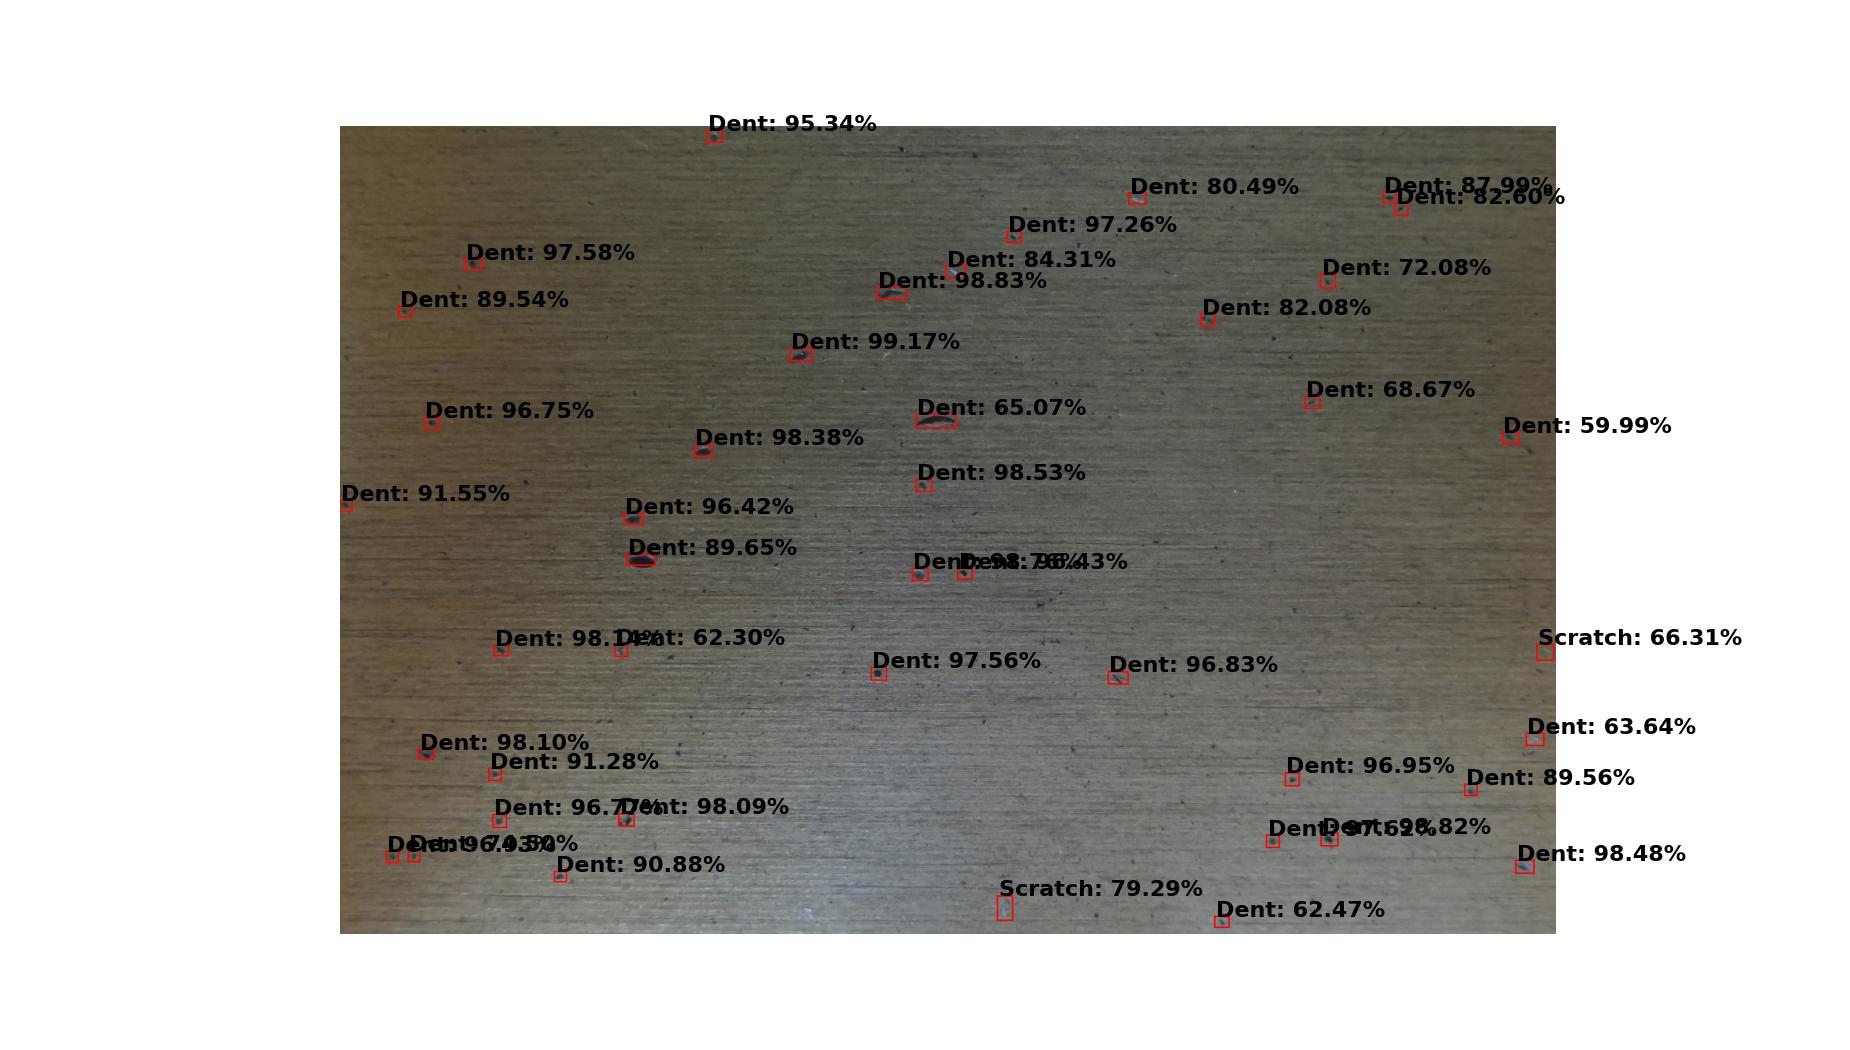 Dent: 95.34%
Dent: 87.99%
Dent: 80.49%
Dent: 82.60%
Dent: 97.26%
Dent: 97.58%
Dent: 84.31%
Dent: 72.08%
Dent: 98.83%
Dent: 89.54%
Dent: 82.08%
Dent: 99.17%
Dent: 68.67%
Dent: 65.07%
Dent: 96.75%
Dent: 59.99%
Dent: 98.38%
Dent: 98.53%
Dent: 91.55%
Dent: 96.42%
Dent: 89.65%
Dent: 98.76%
Dent: 96.43%
Dent: 98.14%
Dent: 62.30%
Scratch: 66.31%
Dent: 97.56%
Dent: 96.83%
Dent: 63.64%
Dent: 98.10%
Dent: 91.28%
Dent: 96.95%
Dent: 89.56%
Dent: 96.77%
Dent: 98.09%
Dent: 97.62%
Dent: 98.82%
Dent: 96.93%
Dent: 74.50%
Dent: 98.48%
Dent: 90.88%
Scratch: 79.29%
Dent: 62.47%